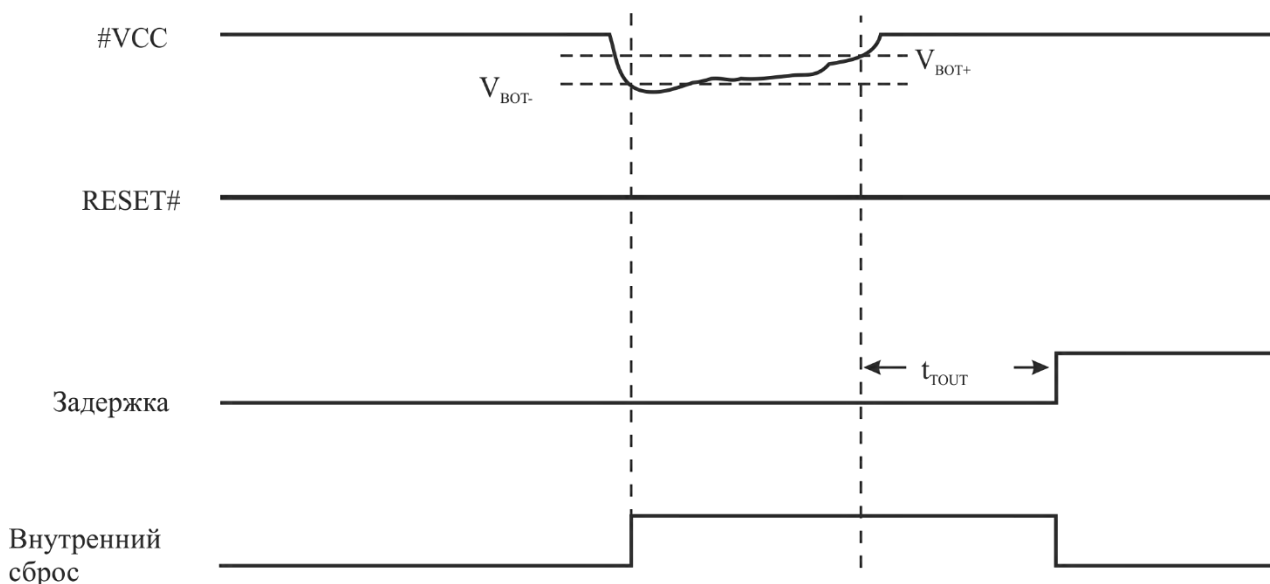 #VCC
V_BOT+
V_BOT-
RESET#
t_TOUT
Задержка
Внутренний
сброс